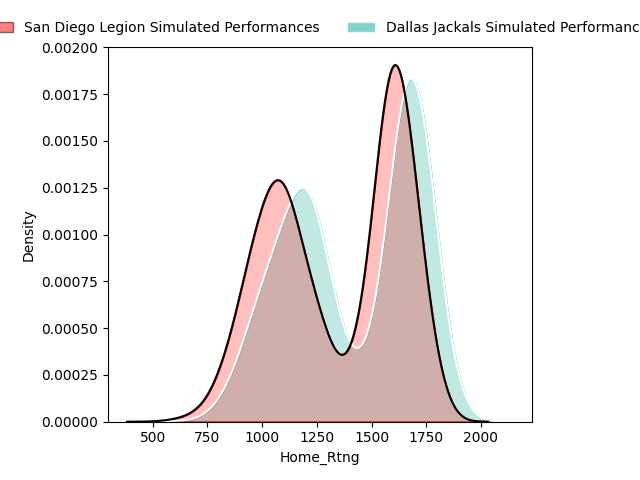 San Diego Legion Simulated Performances
Dallas Jackals Simulated Performanc
0.00200
0.00175
0.00150
0.00125
0.00100
0.00075
0.00050
0.00025
0.00000
Density
500 750 1000 1250 1500 1750 2000
Home_Rtng